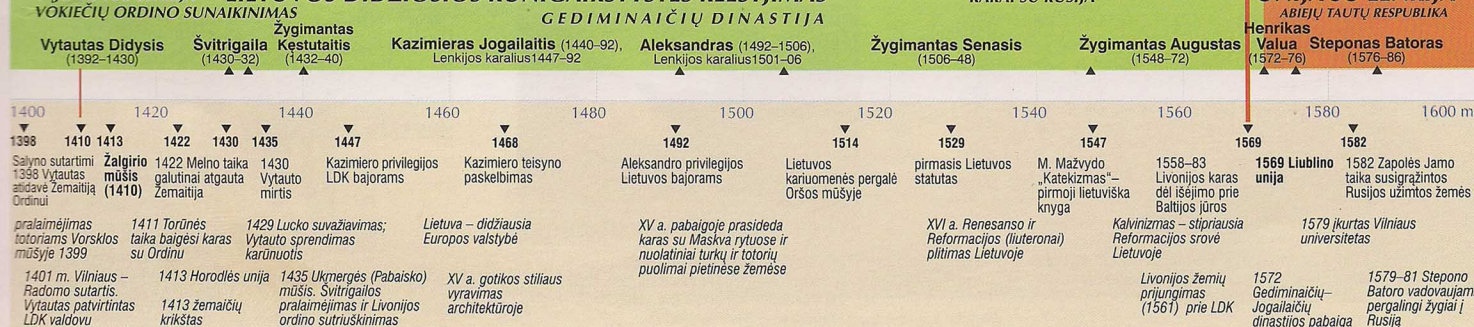 VOKIEČIŲ ORDINO SUNAIKINIMAS
GEDIMINAIČIŲ DINASTIJA
ABIEJŲ TAUTŲ RESPUBLIKA
Vytautas Didysis
(1392–1430)
Švitrigaila
(1430–32)
Žygimantas
Kęstutaitis
(1432–40)
Kazimieras Jogailaitis (1440–92),
Lenkijos karalius1447–92
Aleksandras (1492–1506),
Lenkijos karalius1501–06
Žygimantas Senasis
(1506–48)
Žygimantas Augustas
(1548–72)
Henrikas
Valua
(1572–76)
Steponas Batoras
(1576–86)
1400 1420 1440 1460 1480 1500 1520 1540 1560 1580 1600 m
1398 1410 1413 1422 1430 1435 1447 1468 1492 1514 1529 1547 1569 1582
Salyno sutartimi
1398 Vytautas
atidavė Žemaitiją
Ordinui
Žalgirio
mūšis
(1410)
1422 Melno taika
galutinai atgauta
Žemaitija
1430
Vytauto
mirtis
Kazimiero privilegijos
LDK bajorams
Kazimiero teisyno
paskelbimas
Aleksandro privilegijos
Lietuvos bajorams
Lietuvos
kariuomenės pergalė
Oršos mūšyje
pirmasis Lietuvos
statutas
M. Mažvydo
„Katekizmas“–
pirmoji lietuviška
knyga
1558–83
Livonijos karas
dėl išėjimo prie
Baltijos jūros
1569 Liublino
unija
1582 Zapolės Jamo
taika susigrąžintos
Rusijos užimtos žemės
pralaimėjimas
totoriams Vorsklos
mūšyje 1399
1411 Torūnės
taika baigėsi karas
su Ordinu
1429 Lucko suvažiavimas;
Vytauto sprendimas
karūnuotis
Lietuva – didžiausia
Europos valstybė
XV a. pabaigoje prasideda
karas su Maskva rytuose ir
nuolatiniai turkų ir totorių
puolimai pietinėse žemėse
XVI a. Renesanso ir
Reformacijos (liuteronai)
plitimas Lietuvoje
Kalvinizmas – stipriausia
Reformacijos srovė
Lietuvoje
1579 įkurtas Vilniaus
universitetas
1401 m. Vilniaus –
Radomo sutartis.
Vytautas patvirtintas
LDK valdovu
1413 Horodlės unija
1413 žemaičių
krikštas
1435 Ukmergės (Pabaisko)
mūšis. Švitrigailos
pralaimėjimas ir Livonijos
ordino sutriuškinimas
XV a. gotikos stiliaus
vyravimas
architektūroje
Livonijos žemių
prijungimas
(1561) prie LDK
1572
Gediminaičių–
Jogailaičių
dinastijos pabaiga
1579–81 Stepono
Batoro vadovaujami
pergalingi žygiai į
Rusiją